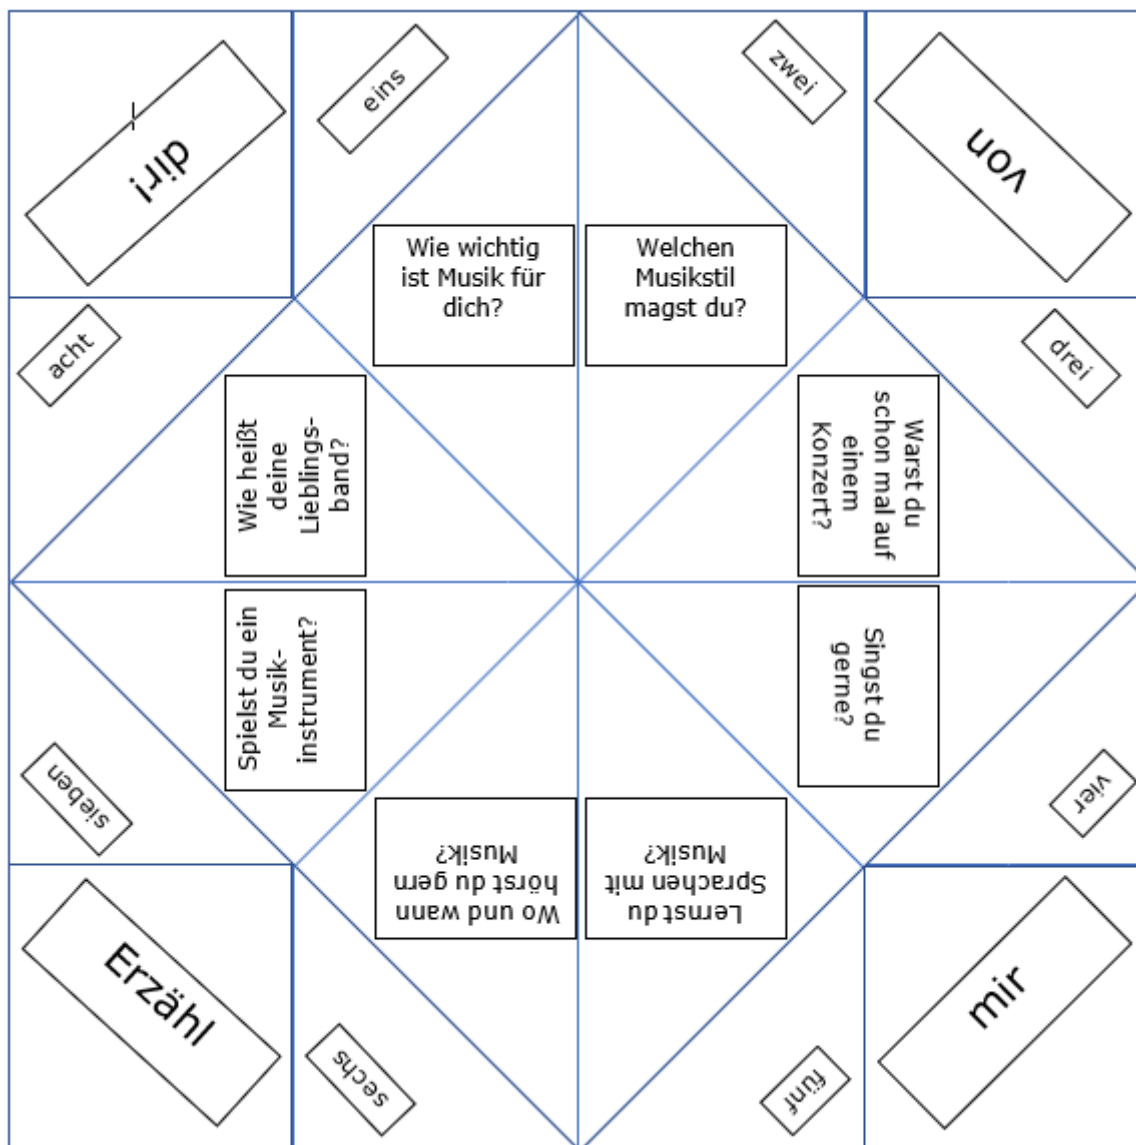 Erzähl
mir
von
dir!
eins
zwei
drei
vier
fünf
sechs
sieben
acht
Wie wichtig
ist Musik für
dich?
Welchen
Musikstil
magst du?
Warst du
schon mal auf
einem
Konzert?
Singst du
gerne?
Lernst du
Sprachen mit
Musik?
Wo und wann
hörst du gern
Musik?
Spielst du ein
Musik-
instrument?
Wie heißt
deine
Lieblings-
band?